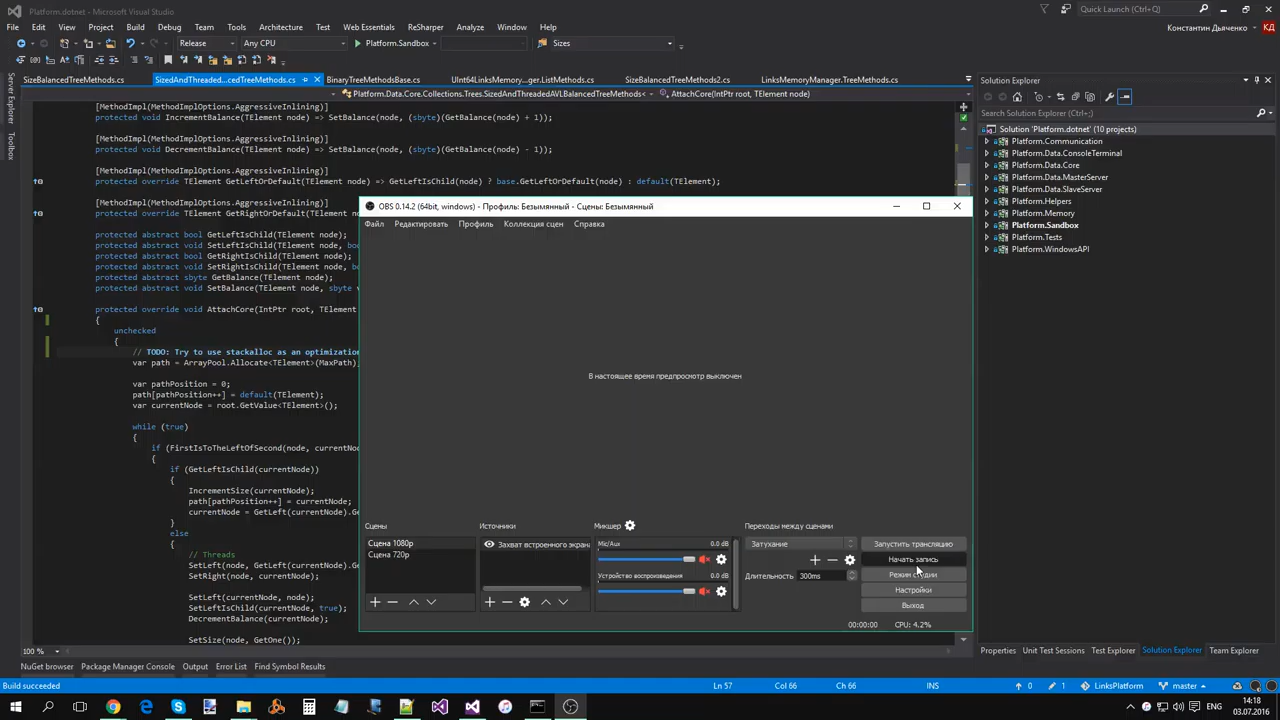 Platform.dotnet - Microsoft Visual Studio
Quick Launch (Ctrl+Q)
File Edit View Project Build Debug Team Tools Architecture Test Web Essentials ReSharper Analyze Window Help
Константин Дьяченко КД
Release Any CPU Platform.Sandbox Sizes
SizeBalancedTreeMethods.cs SizedAndThreaded...cedTreeMethods.cs BinaryTreeMethodsBase.cs UInt64LinksMemory...ger.ListMethods.cs SizeBalancedTreeMethods2.cs LinksMemoryManager.TreeMethods.cs
Platform.Data.Core.Collections.Trees.SizedAndThreadedAVLBalancedTreeMethods< AttachCore(IntPtr root, TElement node)
Server Explorer
Toolbox
[MethodImpl(MethodImplOptions.AggressiveInlining)]
protected void IncrementBalance(TElement node) => SetBalance(node, (sbyte)(GetBalance(node) + 1));
[MethodImpl(MethodImplOptions.AggressiveInlining)]
protected void DecrementBalance(TElement node) => SetBalance(node, (sbyte)(GetBalance(node) - 1));
[MethodImpl(MethodImplOptions.AggressiveInlining)]
protected override TElement GetLeftOrDefault(TElement node) => GetLeftIsChild(node) ? base.GetLeftOrDefault(node) : default(TElement);
[MethodImpl(MethodImplOptions.AggressiveInlining)]
protected override TElement GetRightOrDefault(TElement
protected abstract bool GetLeftIsChild(TElement node);
protected abstract void SetLeftIsChild(TElement node,
protected abstract bool GetRightIsChild(TElement node);
protected abstract void SetRightIsChild(TElement node,
protected abstract sbyte GetBalance(TElement node);
protected abstract void SetBalance(TElement node, sbyte
protected override void AttachCore(IntPtr root, TElement
{
unchecked
{
// TODO: Try to use stackalloc as an optimization
var path = ArrayPool.Allocate<TElement>(MaxPath)
var pathPosition = 0;
path[pathPosition++] = default(TElement);
var currentNode = root.GetValue<TElement>();
while (true)
{
if (FirstIsToTheLeftOfSecond(node, currentNode
{
if (GetLeftIsChild(currentNode))
{
IncrementSize(currentNode);
path[pathPosition++] = currentNode;
currentNode = GetLeft(currentNode).Ge
}
else
{
// Threads
SetLeft(node, GetLeft(currentNode).Ge
SetRight(node, currentNode);
SetLeft(currentNode, node);
SetLeftIsChild(currentNode, true);
DecrementBalance(currentNode);
SetSize(node, GetOne());
100 %
OBS 0.14.2 (64bit, windows) - Профиль: Безымянный - Сцены: Безымянный
Файл Редактировать Профиль Коллекция сцен Справка
В настоящее время предпросмотр выключен
Сцены Источники Микшер Переходы между сценами
Сцена 1080p
Сцена 720p
Захват встроенного экрана
Mic/Aux 0.0 dB
Устройство воспроизведения 0.0 dB
Затухание
Длительность 300ms
Запустить трансляцию
Начать запись
Режим студии
Настройки
Выход
00:00:00 CPU: 4.2%
Solution Explorer
Search Solution Explorer (Ctrl+;)
Solution 'Platform.dotnet' (10 projects)
Platform.Communication
Platform.Data.ConsoleTerminal
Platform.Data.Core
Platform.Data.MasterServer
Platform.Data.SlaveServer
Platform.Helpers
Platform.Memory
Platform.Sandbox
Platform.Tests
Platform.WindowsAPI
Properties Unit Test Sessions Test Explorer Solution Explorer Team Explorer
NuGet browser Package Manager Console Output Error List Find Symbol Results
Build succeeded Ln 57 Col 66 Ch 66 INS 0 1 LinksPlatform master
14:18
03.07.2016